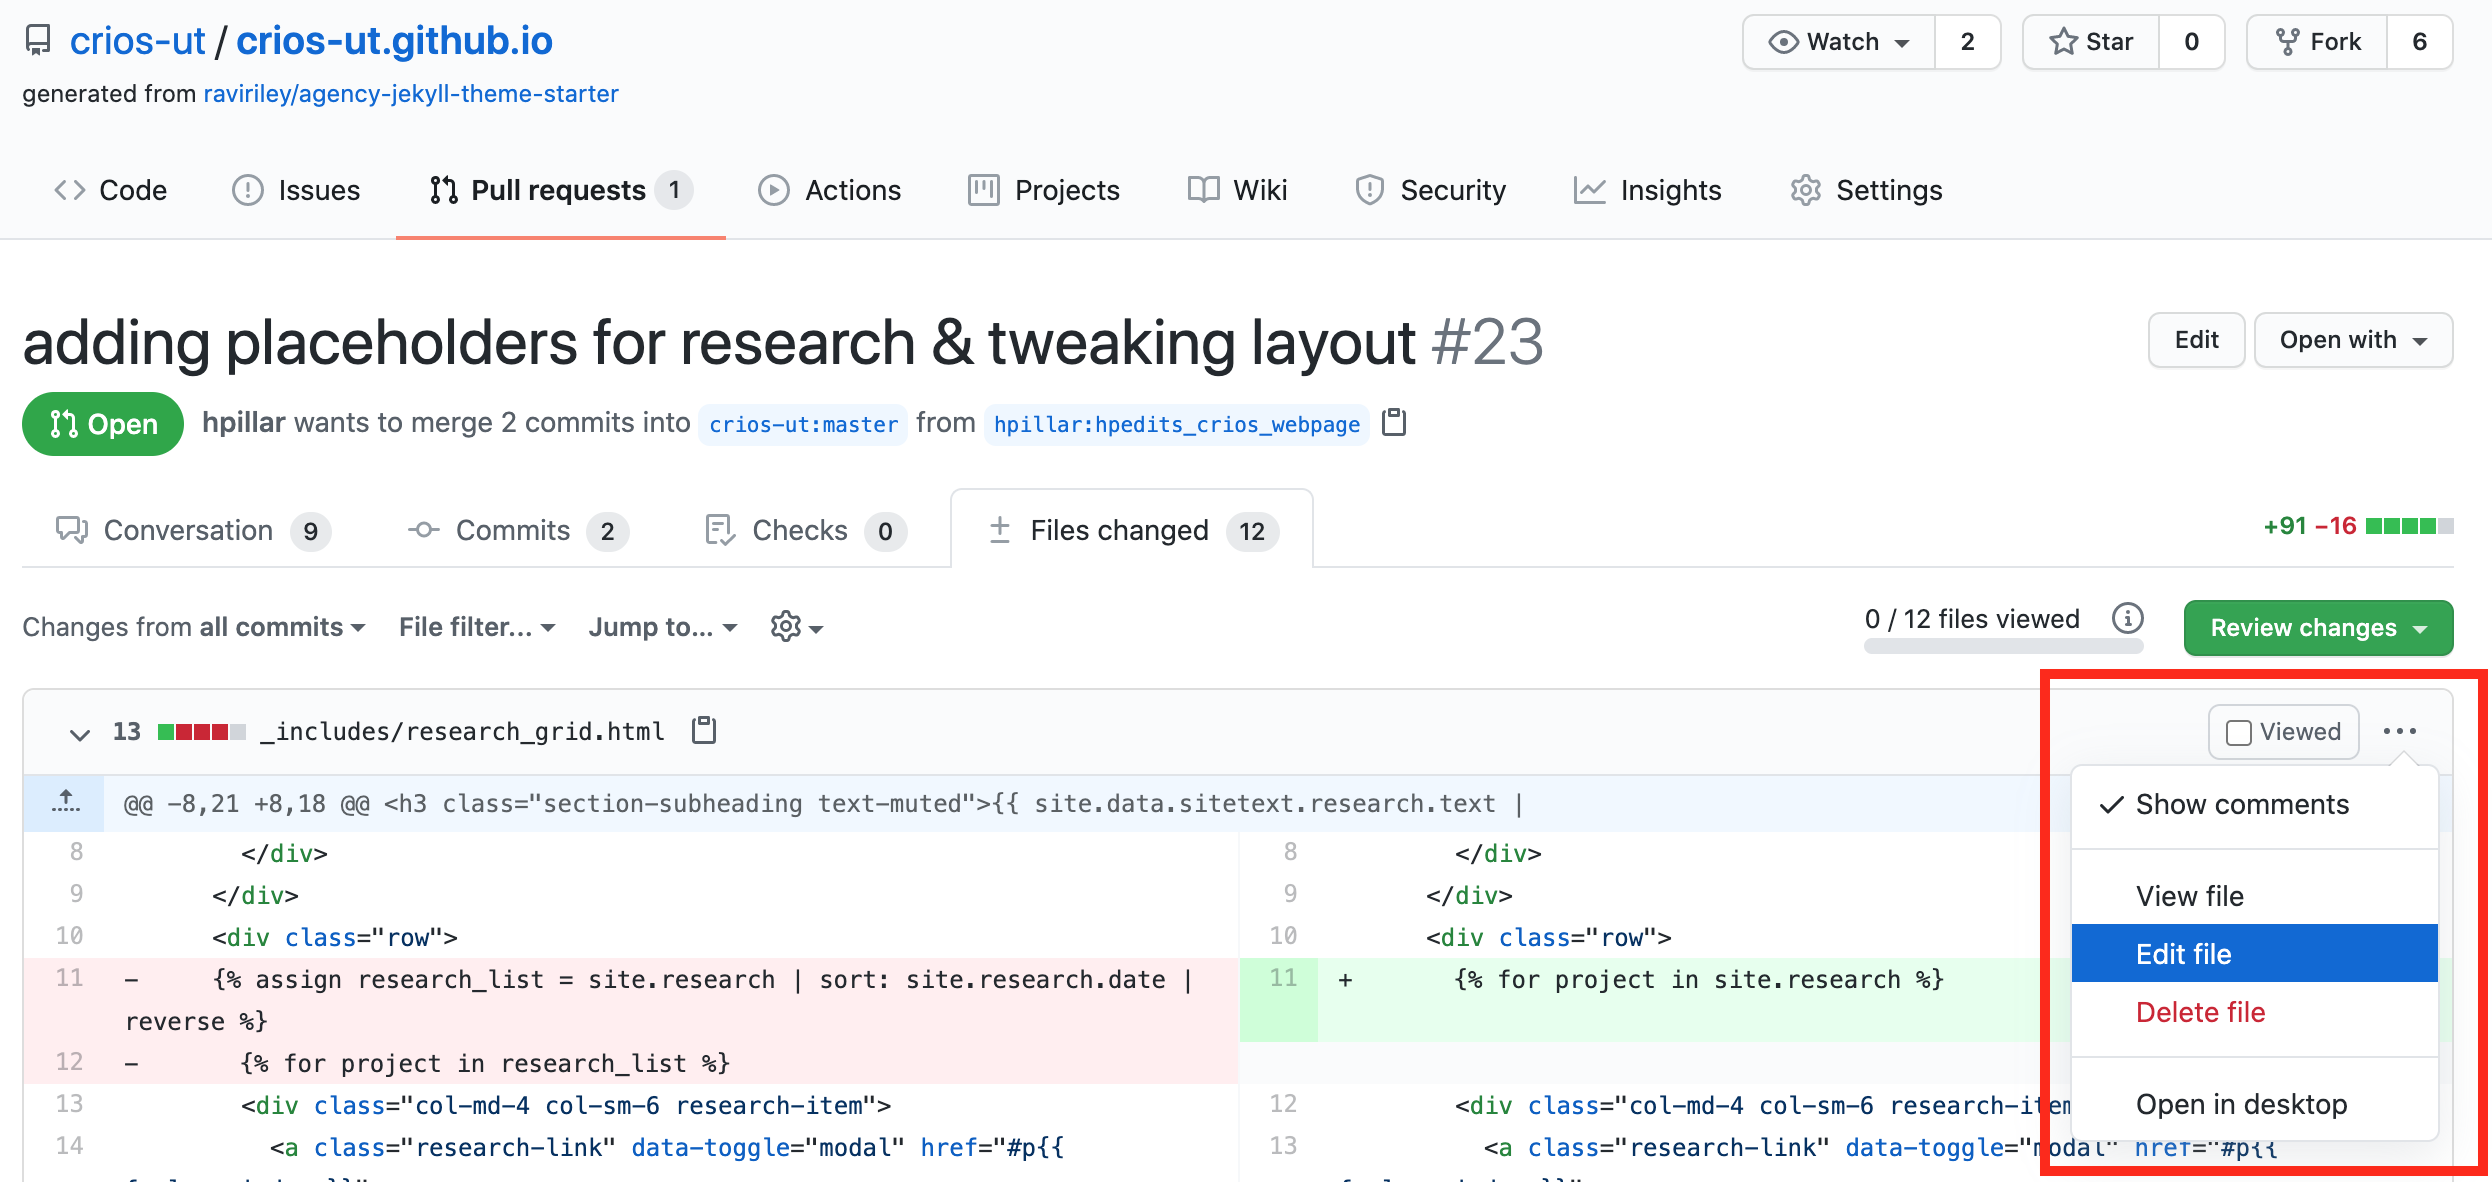 crios-ut / crios-ut.github.io
Watch 2 Star 0 Fork 6
generated from raviriley/agency-jekyll-theme-starter
Code Issues Pull requests 1 Actions Projects Wiki Security Insights Settings
adding placeholders for research & tweaking layout #23
Edit Open with
Open hpillar wants to merge 2 commits into crios-ut:master from hpillar:hpedits_crios_webpage
Conversation 9 Commits 2 Checks 0 Files changed 12
+91 −16
Changes from all commits File filter... Jump to...
0 / 12 files viewed
Review changes
13 _includes/research_grid.html
Viewed
@@ -8,21 +8,18 @@ <h3 class="section-subheading text-muted">{{ site.data.sitetext.research.text |
8 </div>
9 </div>
10 <div class="row">
11 - {% assign research_list = site.research | sort: site.research.date |
reverse %}
12 - {% for project in research_list %}
13 <div class="col-md-4 col-sm-6 research-item">
14 <a class="research-link" data-toggle="modal" href="#p{{
8 </div>
9 </div>
10 <div class="row">
11 + {% for project in site.research %}
12 <div class="col-md-4 col-sm-6 research-item
13 <a class="research-link" data-toggle="modal" href="#p{{
Show comments
View file
Edit file
Delete file
Open in desktop